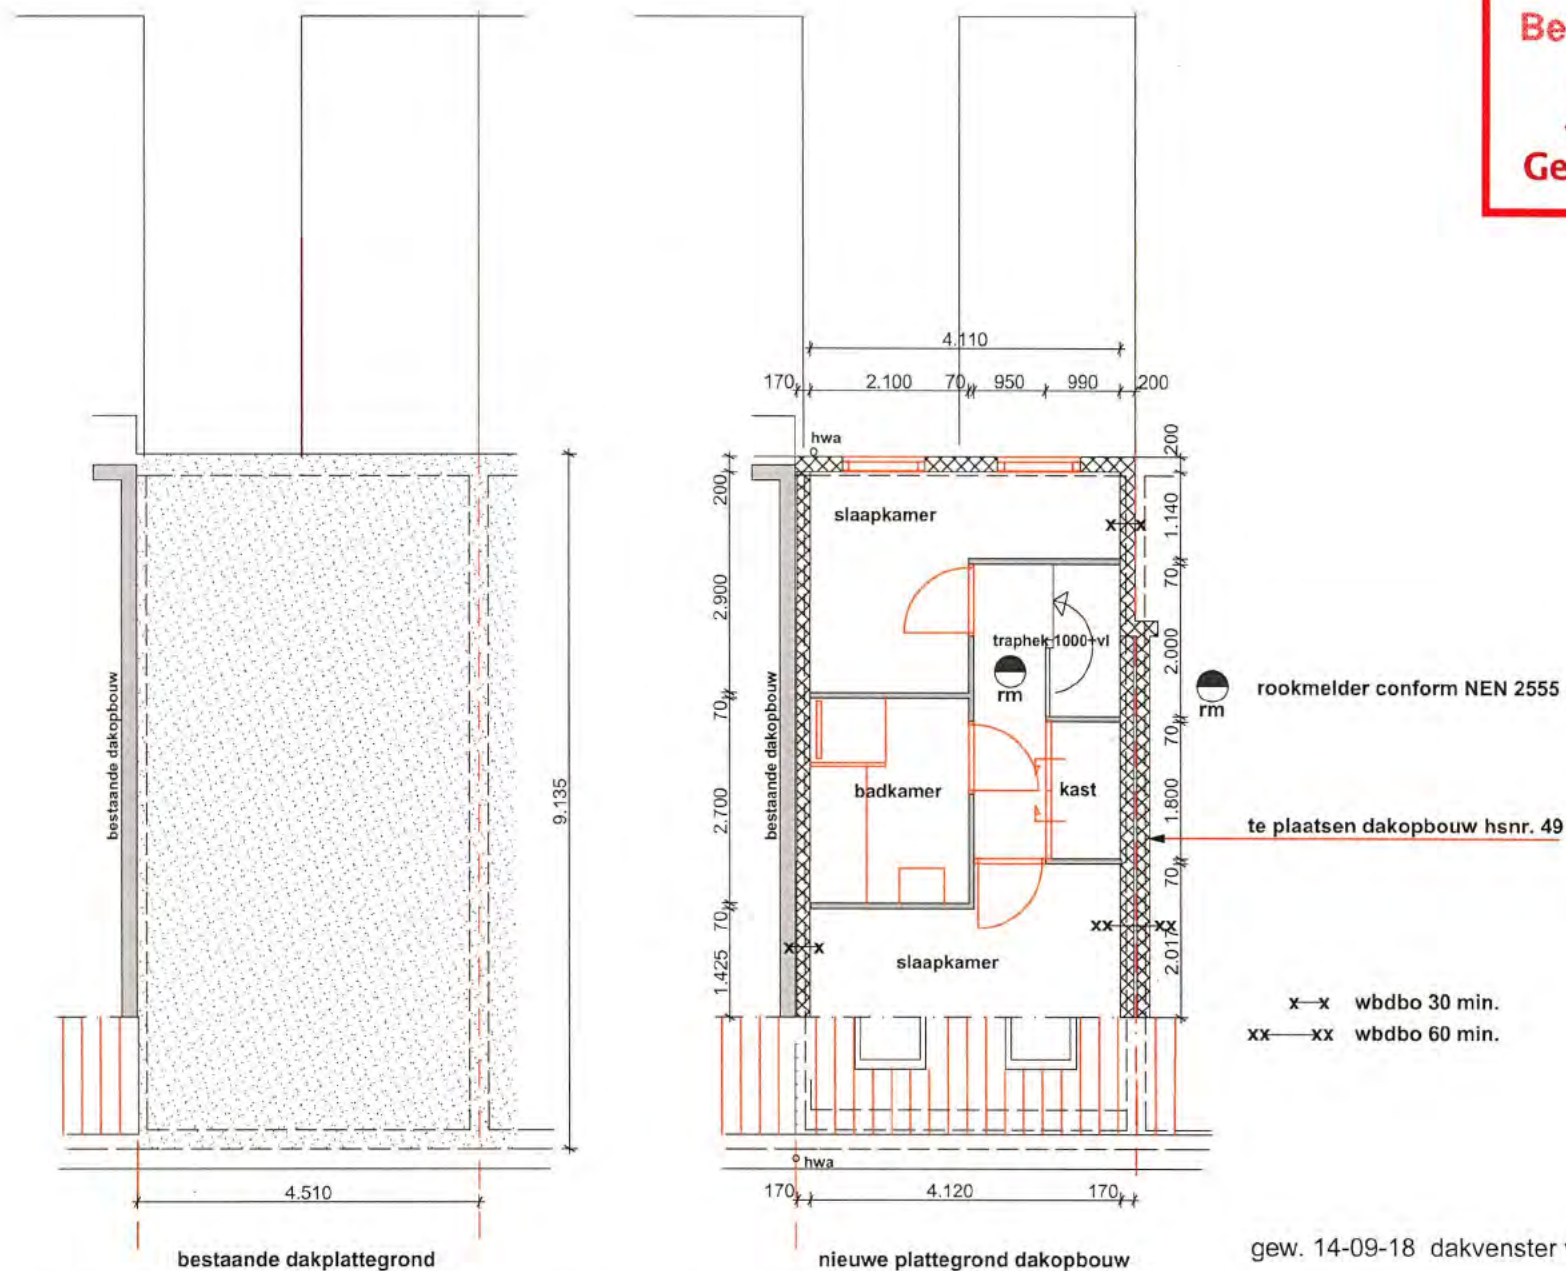 Be
Ge
4.110
170
2.100
70
950
990
200
hwa
200
200
slaapkamer
x x
1.140
70
2.900
traphek 1000+vl
2.000
rm
rm
rookmelder conform NEN 2555
bestaande dakopbouw
bestaande dakopbouw
70
70
9.135
2.700
badkamer
kast
1.800
te plaatsen dakopbouw hsnr. 49
70
70
xx xx
x x
slaapkamer
2.017
1.425
x x wbdbo 30 min.
xx xx wbdbo 60 min.
hwa
4.510
170
4.120
170
bestaande dakplattegrond
nieuwe plattegrond dakopbouw
gew. 14-09-18 dakvenster